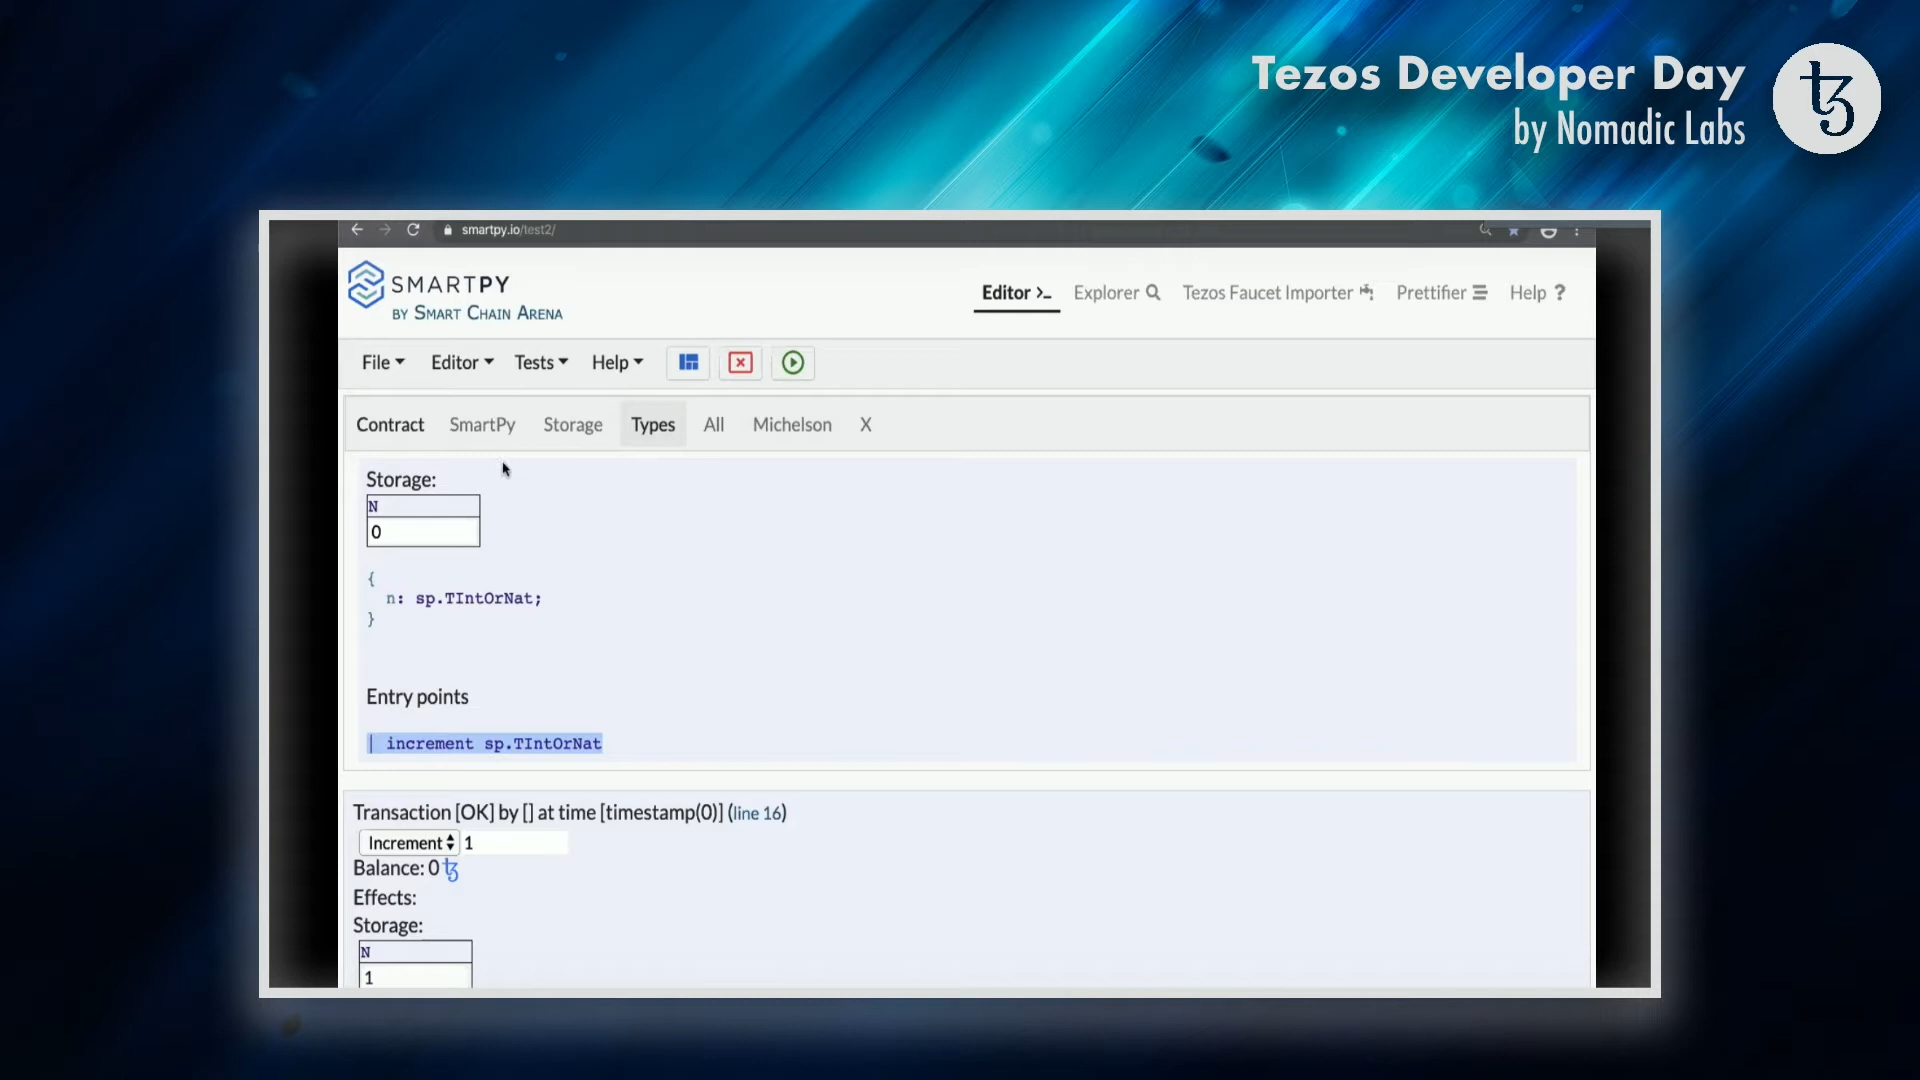 Tezos Developer Day
by Nomadic Labs
smartpy.io/test2/
SMARTPY
BY SMART CHAIN ARENA
Editor >_ Explorer Tezos Faucet Importer Prettifier Help ?
File Editor Tests Help
Contract SmartPy Storage Types All Michelson X
Storage:
N
0
{
n: sp.TIntOrNat;
}
Entry points
| increment sp.TIntOrNat
Transaction [OK] by [] at time [timestamp(0)] (line 16)
Increment 1
Balance: 0 ꜩ
Effects:
Storage:
N
1